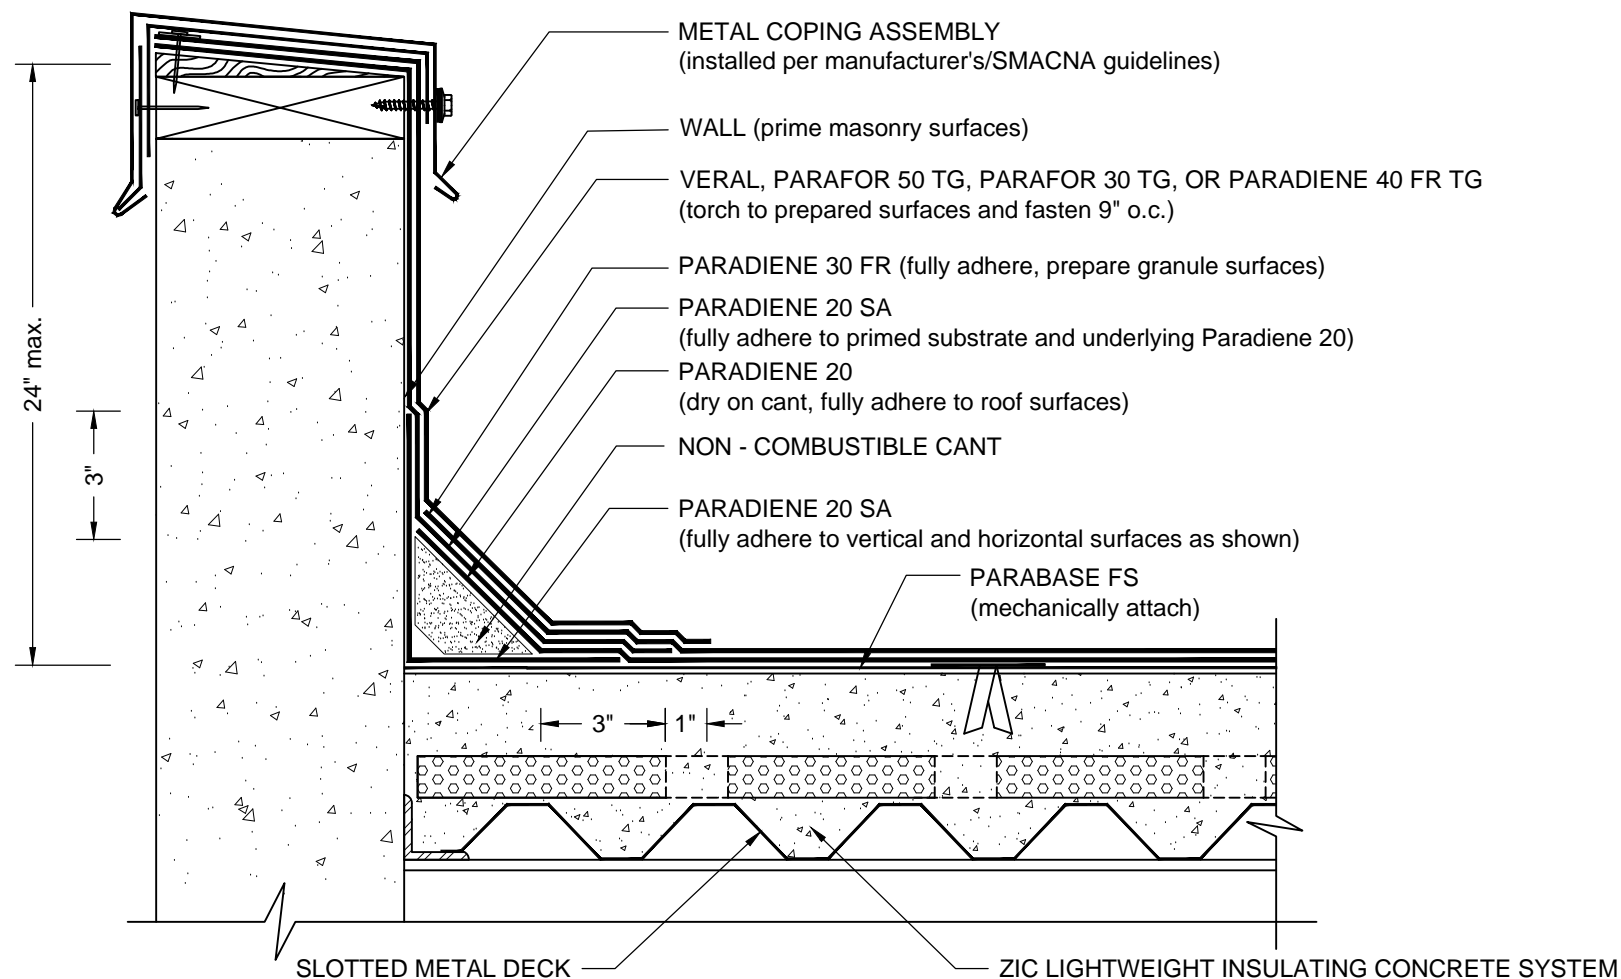 METAL COPING ASSEMBLY
(installed per manufacturer's/SMACNA guidelines)
WALL (prime masonry surfaces)
VERAL, PARAFOR 50 TG, PARAFOR 30 TG, OR PARADIENE 40 FR TG
(torch to prepared surfaces and fasten 9" o.c.)
PARADIENE 30 FR (fully adhere, prepare granule surfaces)
PARADIENE 20 SA
(fully adhere to primed substrate and underlying Paradiene 20)
PARADIENE 20
(dry on cant, fully adhere to roof surfaces)
NON - COMBUSTIBLE CANT
PARADIENE 20 SA
(fully adhere to vertical and horizontal surfaces as shown)
PARABASE FS
(mechanically attach)
24" max.
3"
3"
1"
SLOTTED METAL DECK
ZIC LIGHTWEIGHT INSULATING CONCRETE SYSTEM